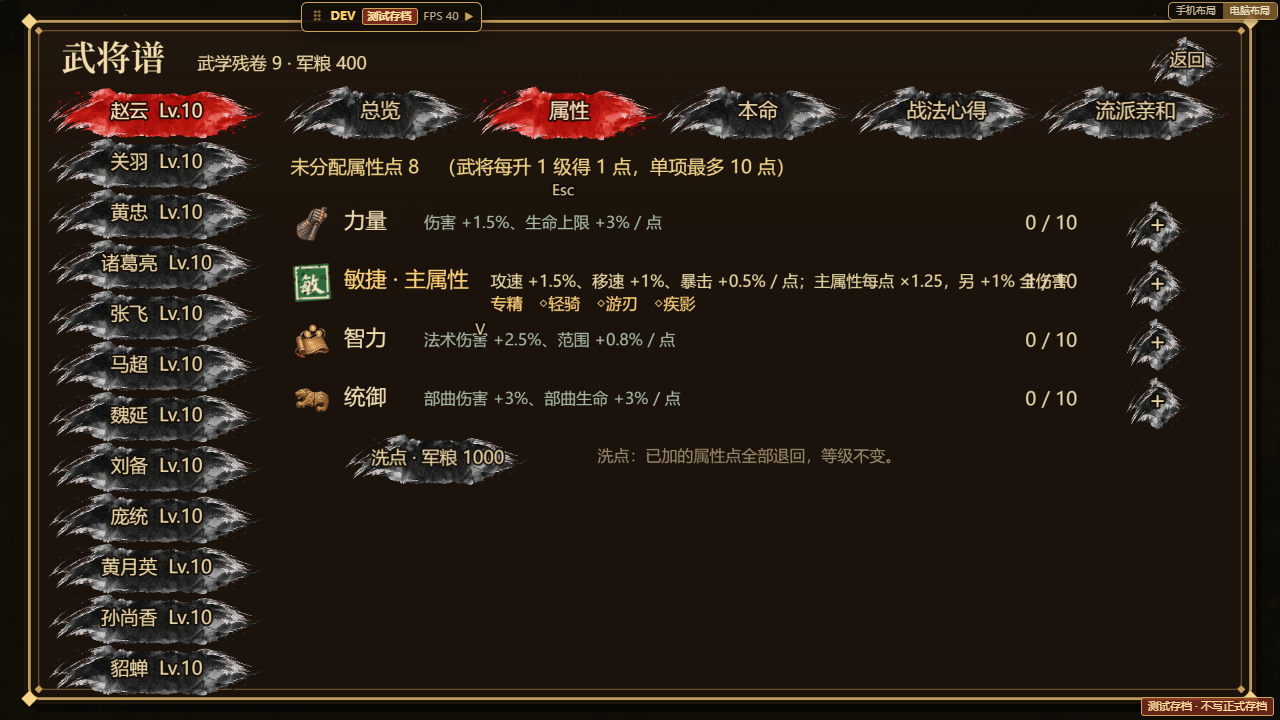 DEV 测试存档 FPS 40 ▶
手机布局 电脑布局
武将谱 武学残卷 9 · 军粮 400
返回
赵云 Lv.10
关羽 Lv.10
黄忠 Lv.10
诸葛亮 Lv.10
张飞 Lv.10
马超 Lv.10
魏延 Lv.10
刘备 Lv.10
庞统 Lv.10
黄月英 Lv.10
孙尚香 Lv.10
貂蝉 Lv.10
总览 属性 本命 战法心得 流派亲和
未分配属性点 8 （武将每升 1 级得 1 点，单项最多 10 点）
Esc
力量 伤害 +1.5%、生命上限 +3% / 点 0 / 10 +
敏
敏捷 · 主属性 攻速 +1.5%、移速 +1%、暴击 +0.5% / 点；主属性每点 ×1.25，另 +1% 全伤害 +
专精 ◇轻骑 ◇游刃 ◇疾影
V
智力 法术伤害 +2.5%、范围 +0.8% / 点 0 / 10 +
统御 部曲伤害 +3%、部曲生命 +3% / 点 0 / 10 +
洗点 · 军粮 1000 洗点：已加的属性点全部退回，等级不变。
测试存档 · 不写正式存档